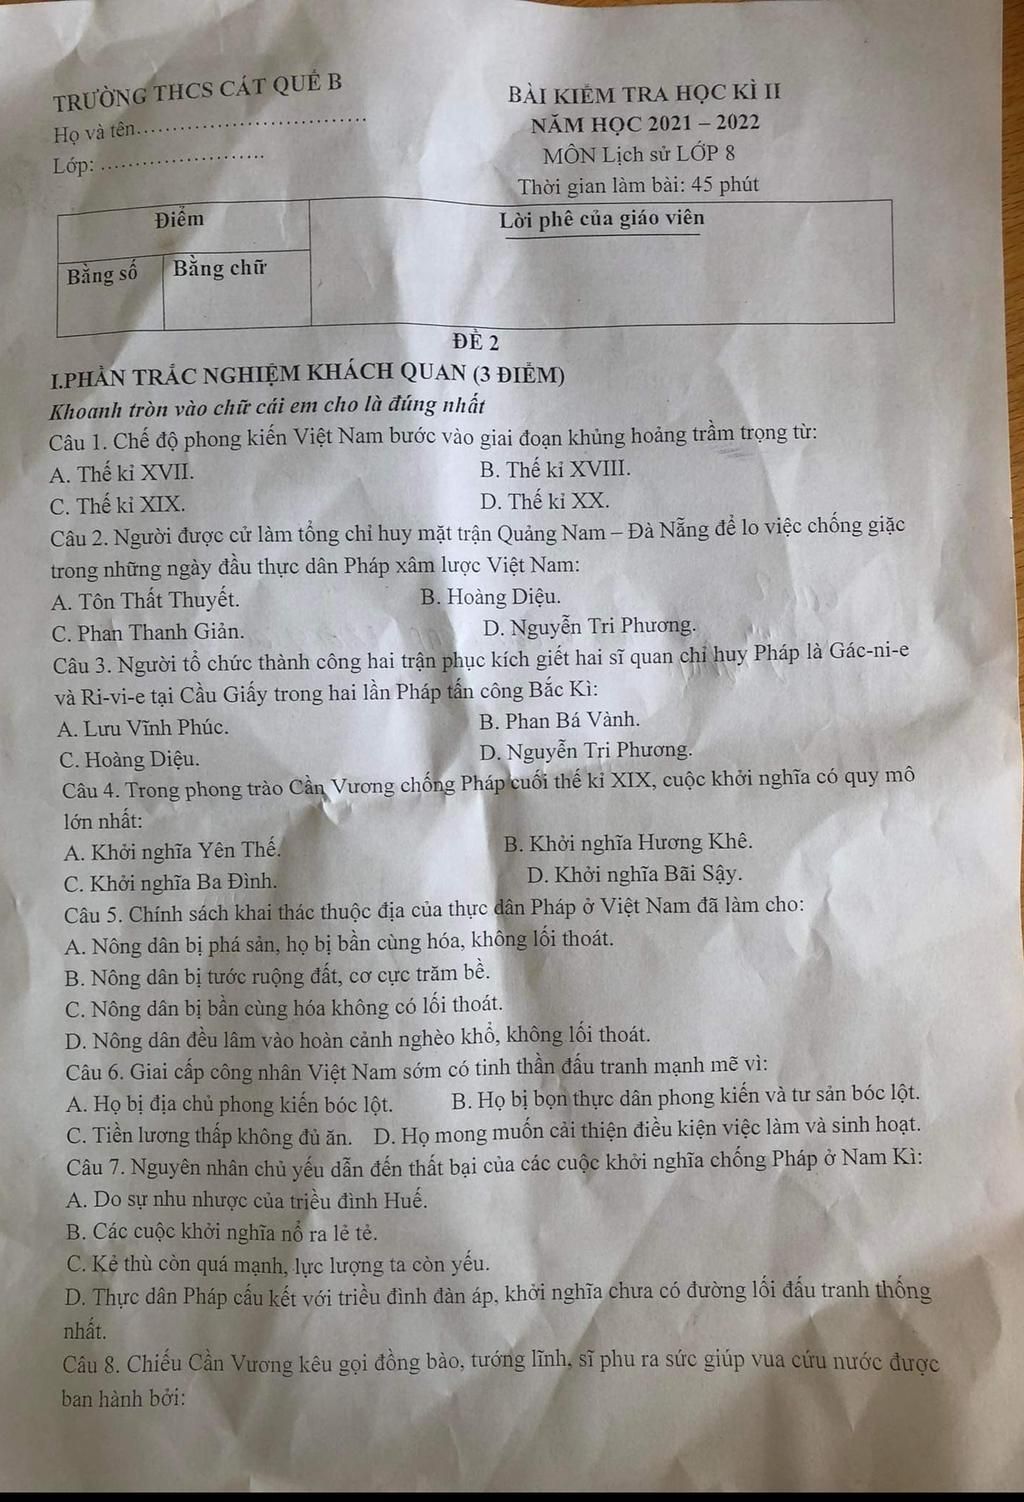 TRƯỜNG THCS CÁT QUẾ B
Họ và tên......................................
Lớp: ...........................
BÀI KIỂM TRA HỌC KÌ II
NĂM HỌC 2021 – 2022
MÔN Lịch sử LỚP 8
Thời gian làm bài: 45 phút
Điểm
Lời phê của giáo viên
Bằng số
Bằng chữ
ĐỀ 2
I.PHẦN TRẮC NGHIỆM KHÁCH QUAN (3 ĐIỂM)
Khoanh tròn vào chữ cái em cho là đúng nhất
Câu 1. Chế độ phong kiến Việt Nam bước vào giai đoạn khủng hoảng trầm trọng từ:
A. Thế kỉ XVII. B. Thế kỉ XVIII.
C. Thế kỉ XIX. D. Thế kỉ XX.
Câu 2. Người được cử làm tổng chỉ huy mặt trận Quảng Nam – Đà Nẵng để lo việc chống giặc
trong những ngày đầu thực dân Pháp xâm lược Việt Nam:
A. Tôn Thất Thuyết. B. Hoàng Diệu.
C. Phan Thanh Giản. D. Nguyễn Tri Phương.
Câu 3. Người tổ chức thành công hai trận phục kích giết hai sĩ quan chỉ huy Pháp là Gác-ni-e
và Ri-vi-e tại Cầu Giấy trong hai lần Pháp tấn công Bắc Kì:
A. Lưu Vĩnh Phúc. B. Phan Bá Vành.
C. Hoàng Diệu. D. Nguyễn Tri Phương.
Câu 4. Trong phong trào Cần Vương chống Pháp cuối thế kỉ XIX, cuộc khởi nghĩa có quy mô
lớn nhất:
A. Khởi nghĩa Yên Thế. B. Khởi nghĩa Hương Khê.
C. Khởi nghĩa Ba Đình. D. Khởi nghĩa Bãi Sậy.
Câu 5. Chính sách khai thác thuộc địa của thực dân Pháp ở Việt Nam đã làm cho:
A. Nông dân bị phá sản, họ bị bần cùng hóa, không lối thoát.
B. Nông dân bị tước ruộng đất, cơ cực trăm bề.
C. Nông dân bị bần cùng hóa không có lối thoát.
D. Nông dân đều lâm vào hoàn cảnh nghèo khổ, không lối thoát.
Câu 6. Giai cấp công nhân Việt Nam sớm có tinh thần đấu tranh mạnh mẽ vì:
A. Họ bị địa chủ phong kiến bóc lột. B. Họ bị bọn thực dân phong kiến và tư sản bóc lột.
C. Tiền lương thấp không đủ ăn. D. Họ mong muốn cải thiện điều kiện việc làm và sinh hoạt.
Câu 7. Nguyên nhân chủ yếu dẫn đến thất bại của các cuộc khởi nghĩa chống Pháp ở Nam Kì:
A. Do sự nhu nhược của triều đình Huế.
B. Các cuộc khởi nghĩa nổ ra lẻ tẻ.
C. Kẻ thù còn quá mạnh, lực lượng ta còn yếu.
D. Thực dân Pháp cấu kết với triều đình đàn áp, khởi nghĩa chưa có đường lối đấu tranh thống
nhất.
Câu 8. Chiếu Cần Vương kêu gọi đồng bào, tướng lĩnh, sĩ phu ra sức giúp vua cứu nước được
ban hành bởi: